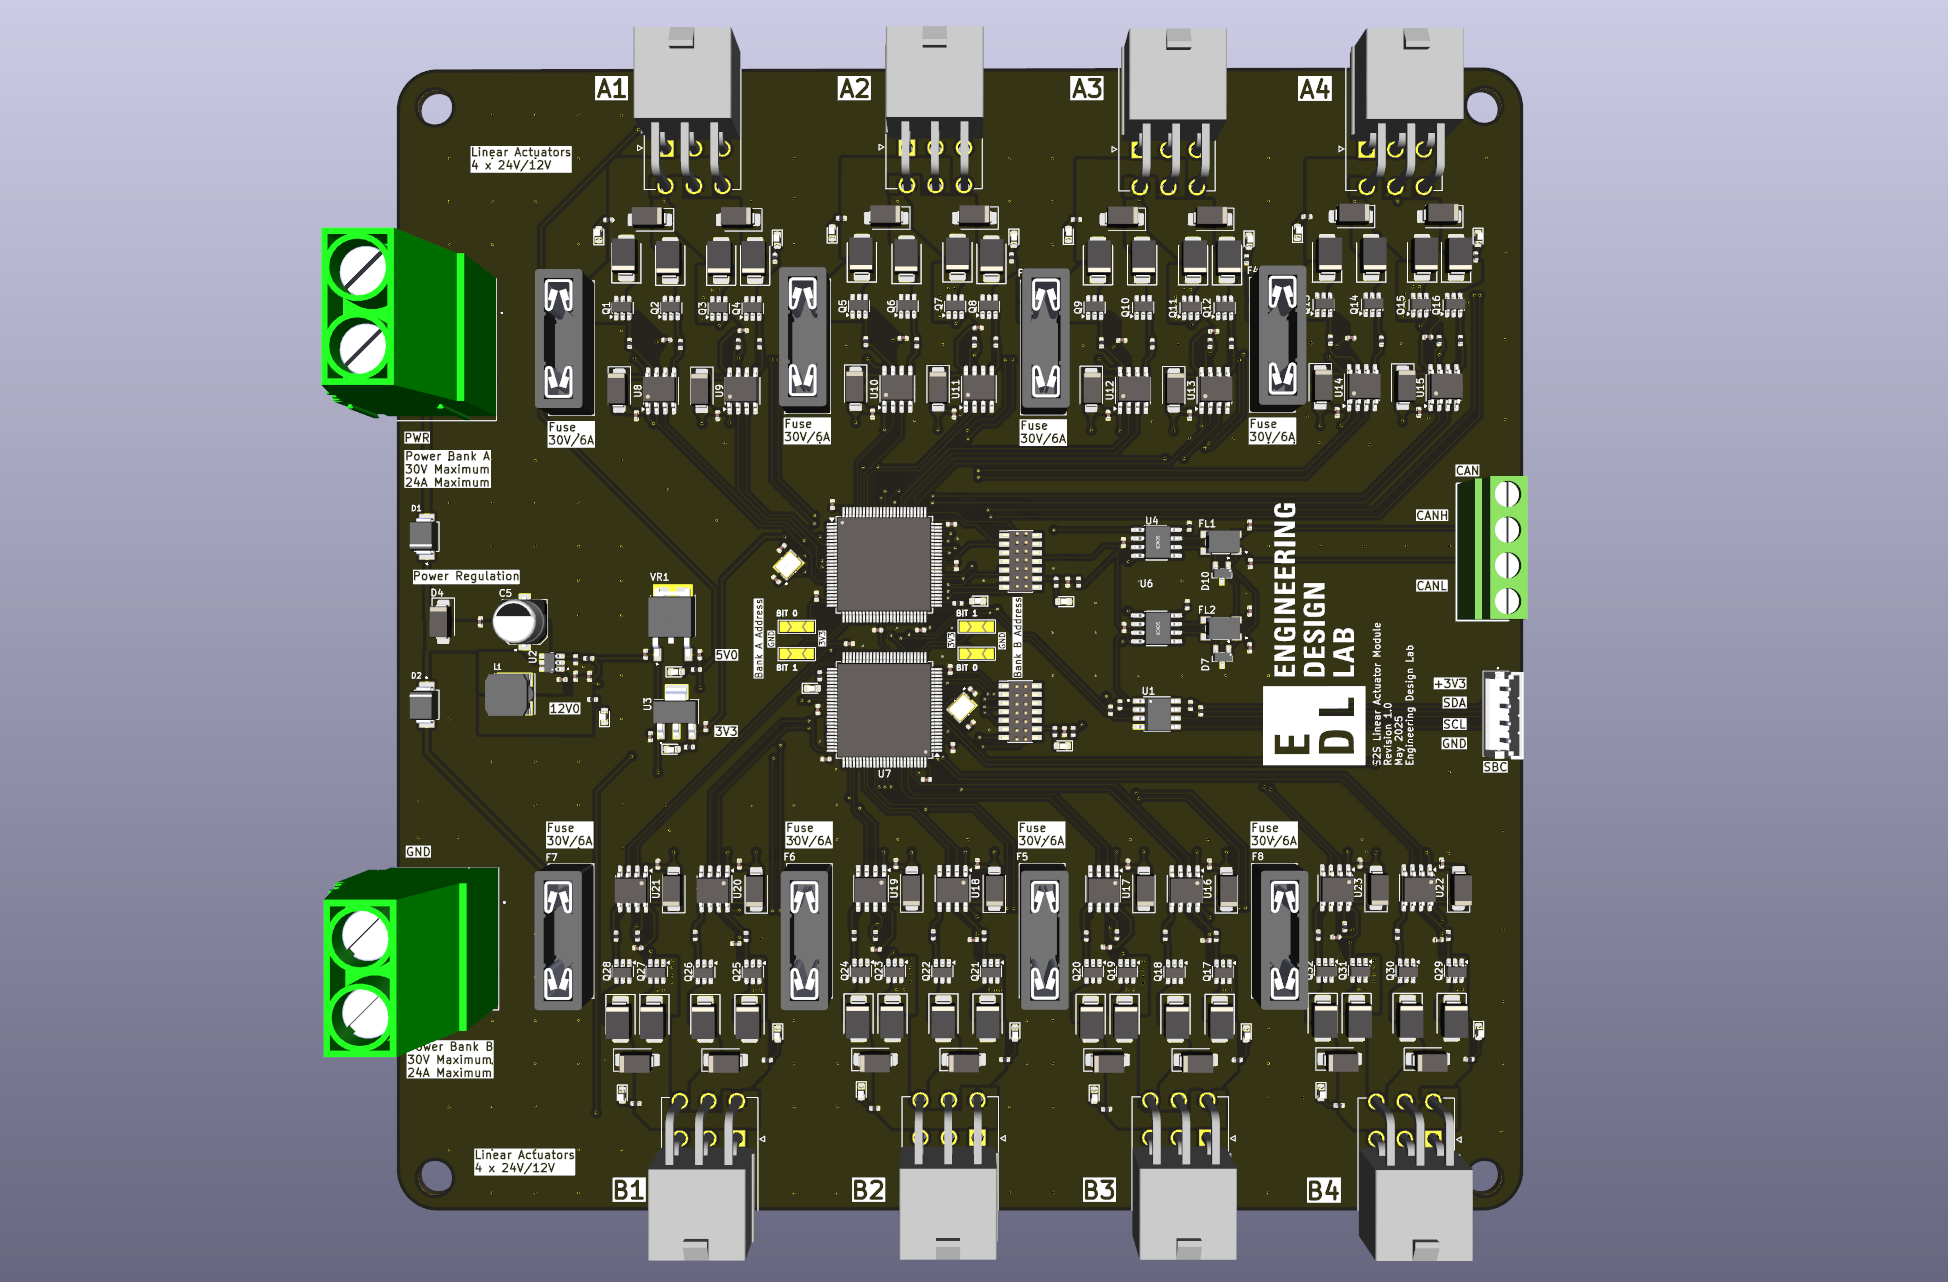 A1
A2
A3
A4
Linear Actuators
4 x 24V/12V
F4
Q1
Q2
Q3
Q4
Q5
Q6
Q7
Q8
Q9
Q10
Q11
Q12
Q14
Q15
Q16
U8
U9
U10
U11
U12
U13
U14
U15
Fuse
30V/6A
Fuse
30V/6A
Fuse
30V/6A
Fuse
30V/6A
PWR
Power Bank A
30V Maximum
24A Maximum
D1
Power Regulation
D4
C5
VR1
U2
L1
D2
12V0
U3
5V0
3V3
Bank A Address
BIT 0
GND
3V3
BIT 1
BIT 1
3V3
GND
BIT 0
Bank B Address
U7
U4
FL1
D10
U6
FL2
D7
U1
CAN
CANH
CANL
ENGINEERING
DESIGN
LAB
E
DL
S2S Linear Actuator Module
Revision 1.0
May 2025
Engineering Design Lab
+3V3
SDA
SCL
GND
SBC
GND
Fuse
30V/6A
Fuse
30V/6A
Fuse
30V/6A
Fuse
30V/6A
F7
F6
F5
F8
U21
U20
U19
U18
U17
U16
U23
U22
Q28
Q27
Q26
Q25
Q24
Q23
Q22
Q21
Q20
Q19
Q18
Q17
Q31
Q30
Q29
Power Bank B
30V Maximum
24A Maximum
Linear Actuators
4 x 24V/12V
B1
B2
B3
B4